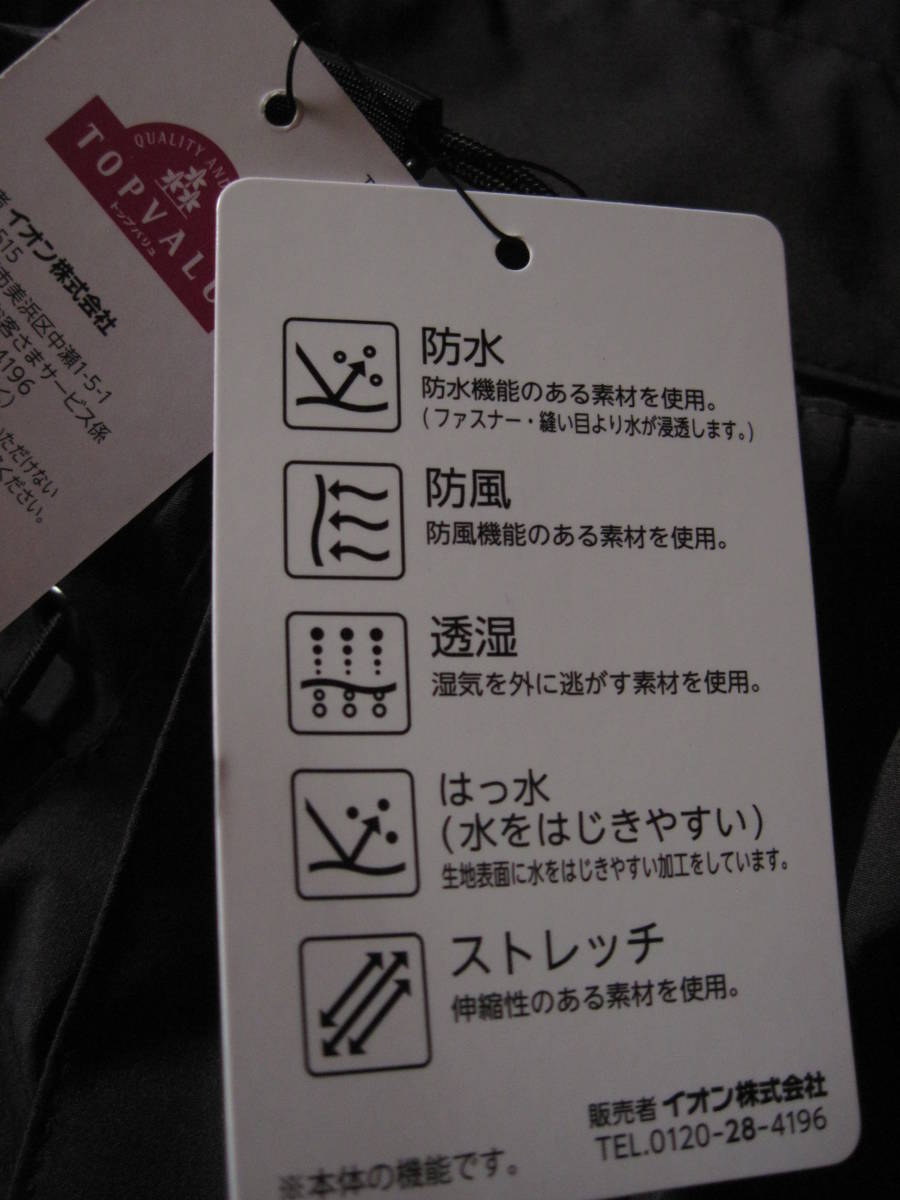 QUALITY AND
TOPVALU
トップバリュ
イオン株式会社
515
市美浜区中瀬1-5-1
お客さまサービス係
4196
ただけない
ください。
防水
防水機能のある素材を使用。
(ファスナー・縫い目より水が浸透します。)
防風
防風機能のある素材を使用。
透湿
湿気を外に逃がす素材を使用。
はっ水
(水をはじきやすい)
生地表面に水をはじきやすい加工をしています。
ストレッチ
伸縮性のある素材を使用。
販売者 イオン株式会社
TEL.0120-28-4196
※本体の機能です。